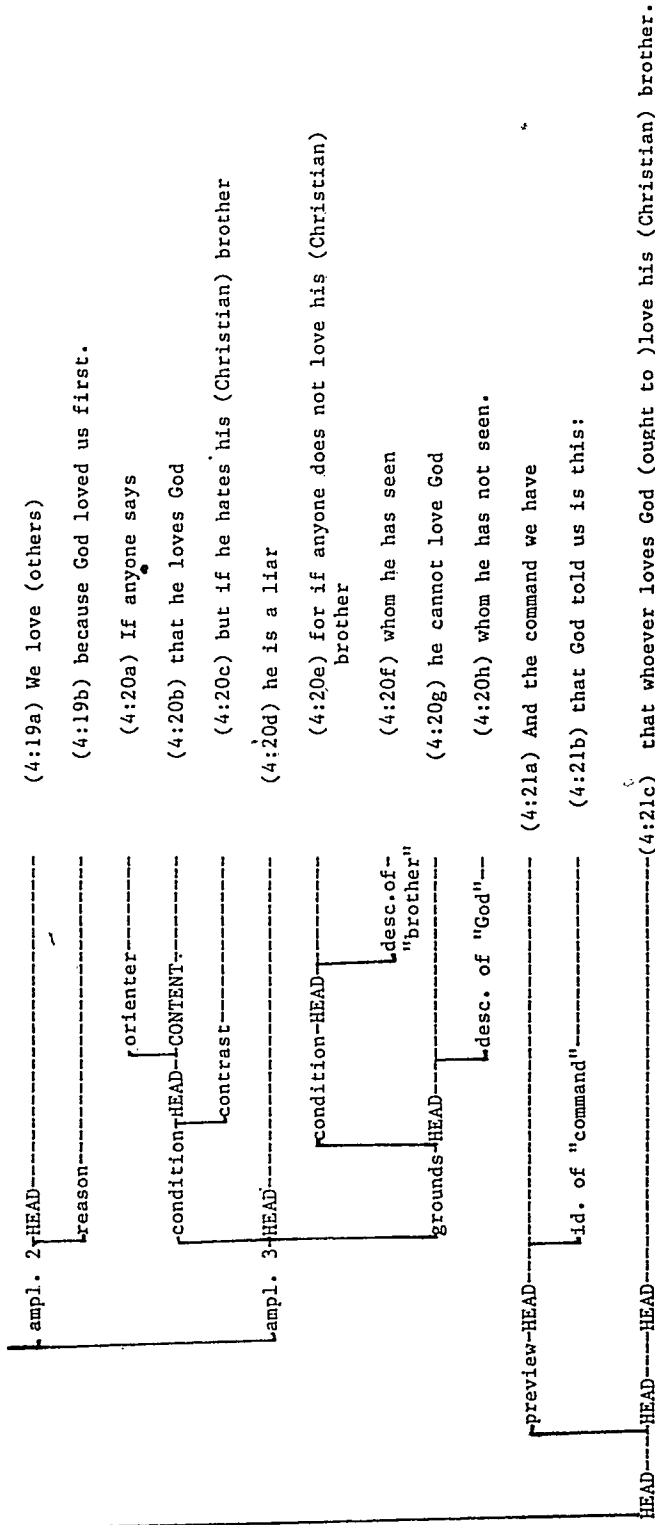 ampl. 2-HEAD (4:19a) We love (others)
reason (4:19b) because God loved us first.
orienter (4:20a) If anyone says
condition-HEAD--CONTENT- (4:20b) that he loves God
contrast (4:20c) but if he hates his (Christian) brother
ampl. 3-HEAD (4:20d) he is a liar
condition-HEAD (4:20e) for if anyone does not love his (Christian)
brother
desc.of- (4:20f) whom he has seen
"brother"
grounds-HEAD (4:20g) he cannot love God
desc. of "God"-- (4:20h) whom he has not seen.
preview-HEAD (4:21a) And the command we have
id. of "command" (4:21b) that God told us is this:
HEAD----HEAD----HEAD (4:21c) that whoever loves God (ought to )love his (Christian) brother.